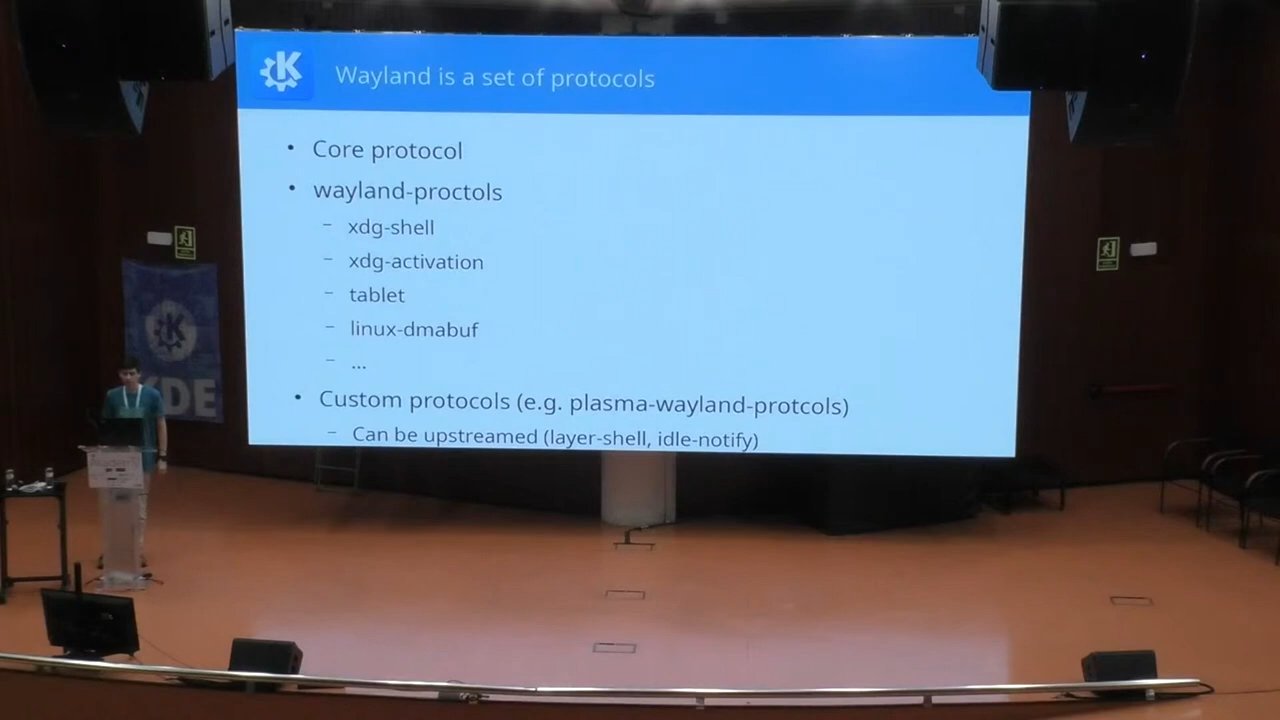 Wayland is a set of protocols
• Core protocol
• wayland-proctols
– xdg-shell
– xdg-activation
– tablet
– linux-dmabuf
– ...
• Custom protocols (e.g. plasma-wayland-protcols)
– Can be upstreamed (layer-shell, idle-notify)
KDE